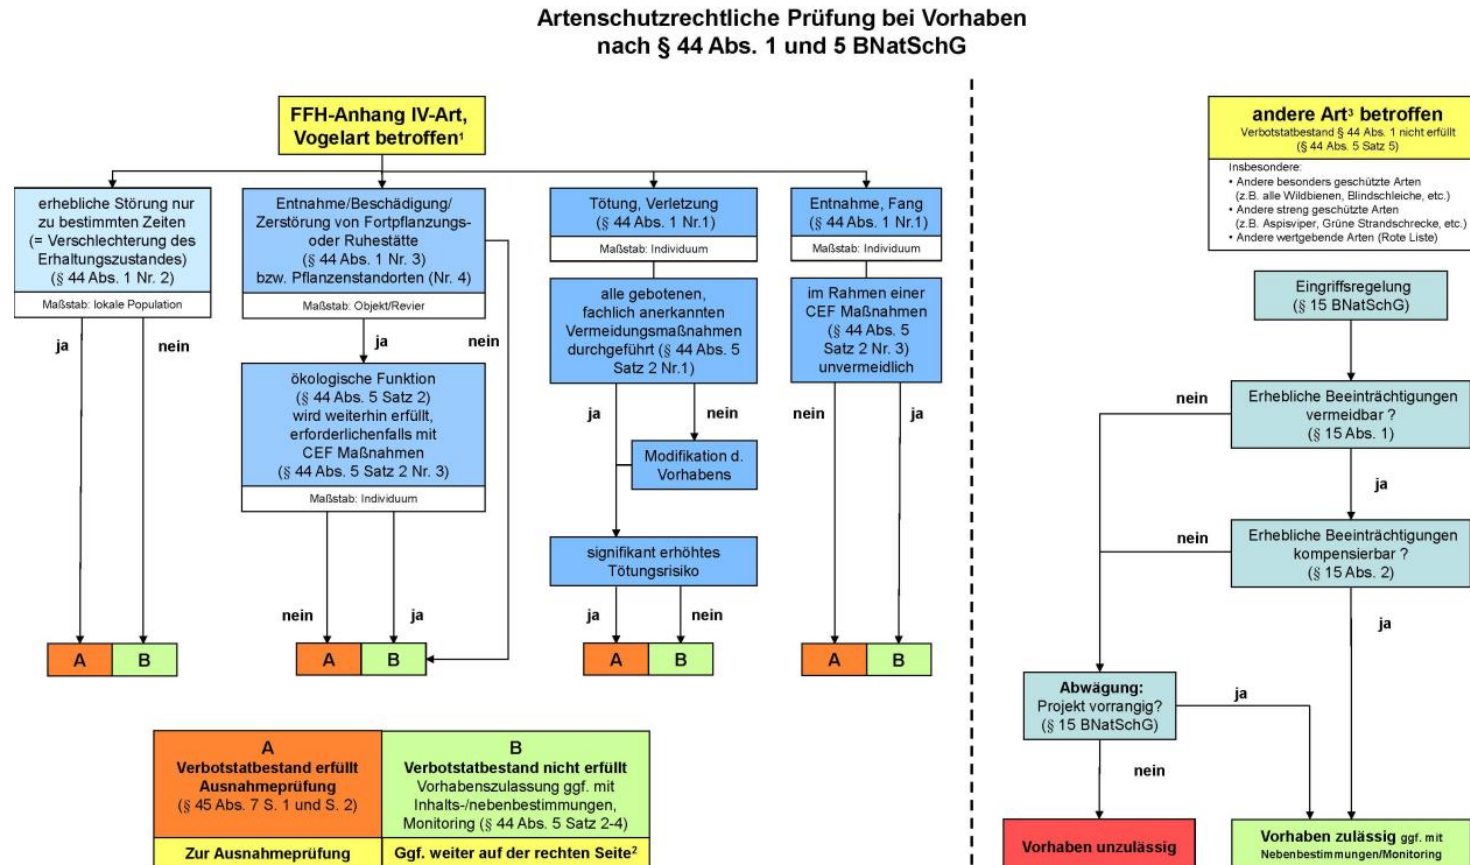 Artenschutzrechtliche Prüfung bei Vorhaben
nach § 44 Abs. 1 und 5 BNatSchG
FFH-Anhang IV-Art,
Vogelart betroffen¹
erhebliche Störung nur
zu bestimmten Zeiten
(= Verschlechterung des
Erhaltungszustandes)
(§ 44 Abs. 1 Nr. 2)
Maßstab: lokale Population
ja
nein
A
B
Entnahme/Beschädigung/
Zerstörung von Fortpflanzungs-
oder Ruhestätte
(§ 44 Abs. 1 Nr. 3)
bzw. Pflanzenstandorten (Nr. 4)
Maßstab: Objekt/Revier
ja
nein
ökologische Funktion
(§ 44 Abs. 5 Satz 2)
wird weiterhin erfüllt,
erforderlichenfalls mit
CEF Maßnahmen
(§ 44 Abs. 5 Satz 2 Nr. 3)
Maßstab: Individuum
nein
ja
A
B
Tötung, Verletzung
(§ 44 Abs. 1 Nr.1)
Maßstab: Individuum
alle gebotenen,
fachlich anerkannten
Vermeidungsmaßnahmen
durchgeführt (§ 44 Abs. 5
Satz 2 Nr.1)
ja
nein
Modifikation d.
Vorhabens
signifikant erhöhtes
Tötungsrisiko
ja
nein
A
B
Entnahme, Fang
(§ 44 Abs. 1 Nr.1)
Maßstab: Individuum
im Rahmen einer
CEF Maßnahmen
(§ 44 Abs. 5
Satz 2 Nr. 3)
unvermeidlich
nein
ja
A
B
A
Verbotstatbestand erfüllt
Ausnahmeprüfung
(§ 45 Abs. 7 S. 1 und S. 2)
Zur Ausnahmeprüfung
B
Verbotstatbestand nicht erfüllt
Vorhabenszulassung ggf. mit
Inhalts-/nebenbestimmungen,
Monitoring (§ 44 Abs. 5 Satz 2-4)
Ggf. weiter auf der rechten Seite²
andere Art³ betroffen
Verbotstatbestand § 44 Abs. 1 nicht erfüllt
(§ 44 Abs. 5 Satz 5)
Insbesondere:
• Andere besonders geschützte Arten
(z.B. alle Wildbienen, Blindschleiche, etc.)
• Andere streng geschützte Arten
(z.B. Aspisviper, Grüne Strandschrecke, etc.)
• Andere wertgebende Arten (Rote Liste)
Eingriffsregelung
(§ 15 BNatSchG)
Erhebliche Beeinträchtigungen
vermeidbar ?
(§ 15 Abs. 1)
nein
ja
Erhebliche Beeinträchtigungen
kompensierbar ?
(§ 15 Abs. 2)
nein
ja
Abwägung:
Projekt vorrangig?
(§ 15 BNatSchG)
ja
nein
Vorhaben unzulässig
Vorhaben zulässig ggf. mit
Nebenbestimmungen/Monitoring